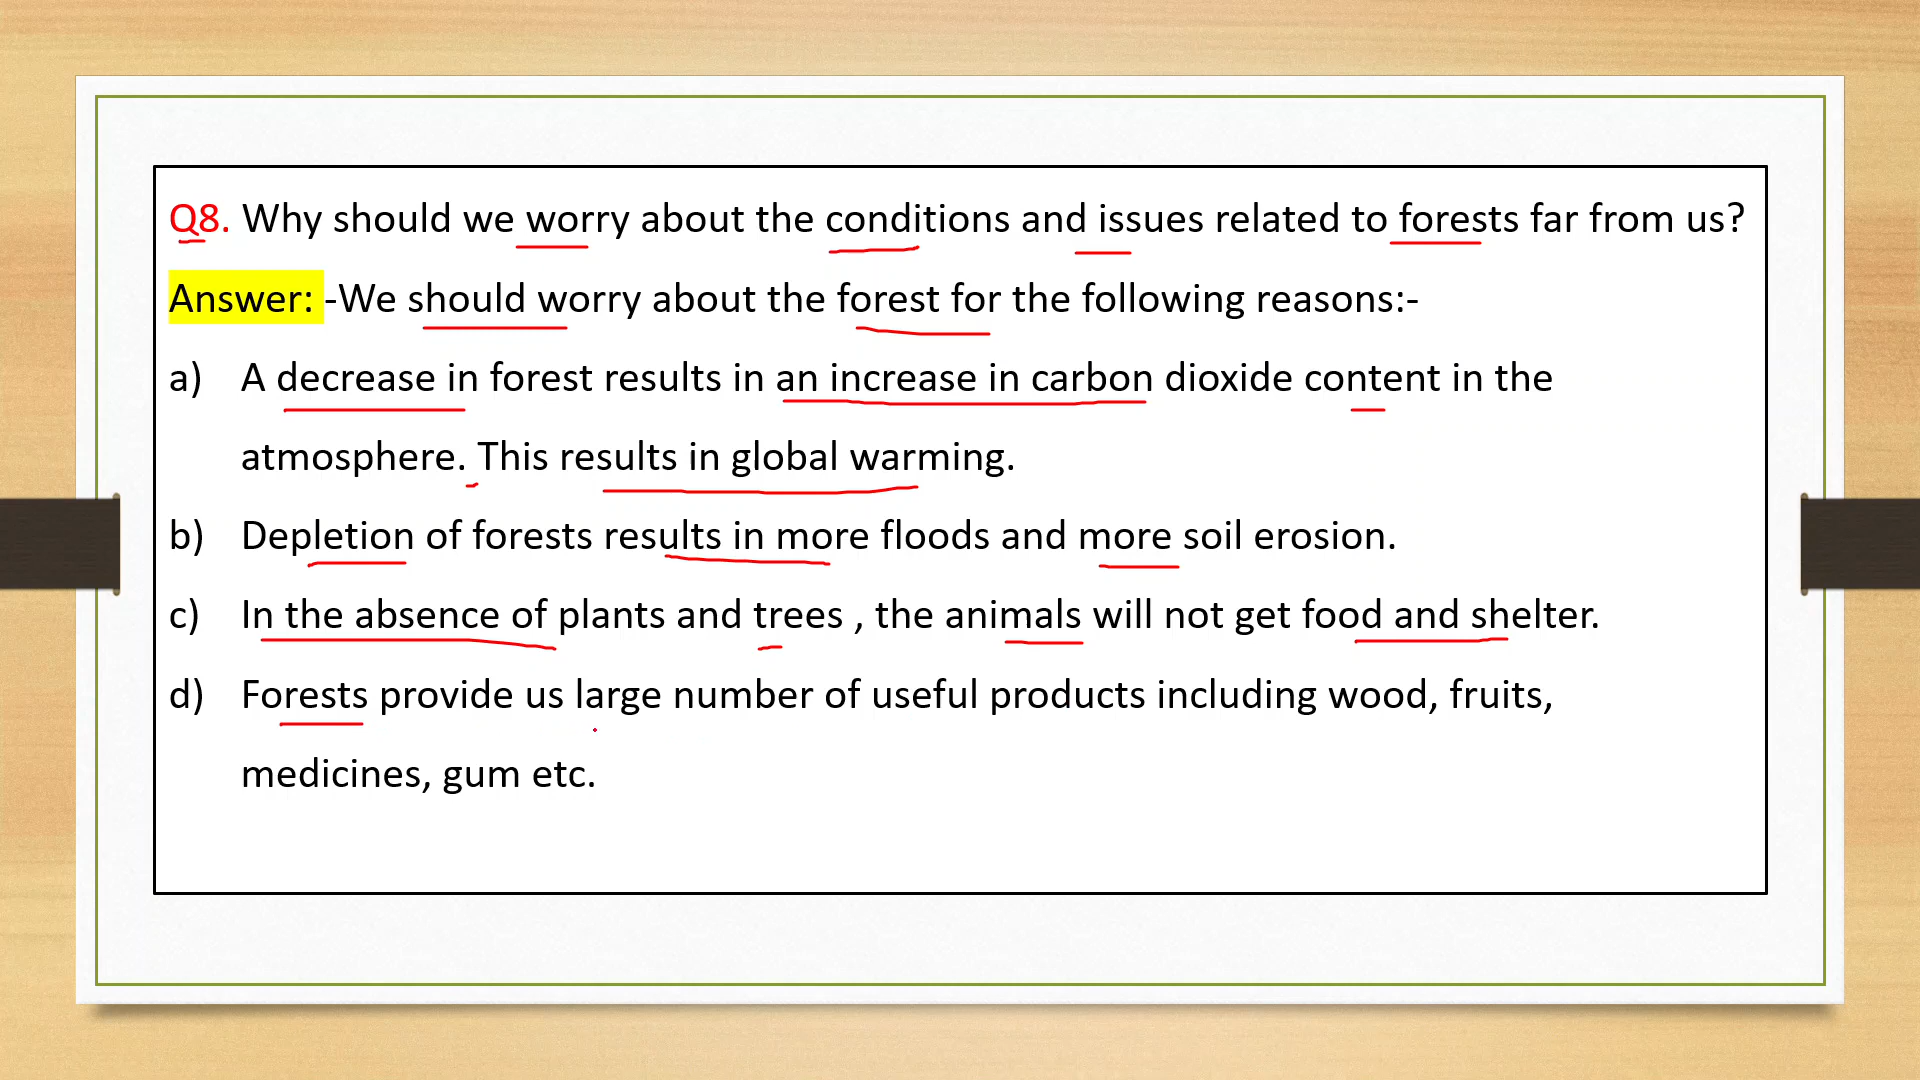 Q8. Why should we worry about the conditions and issues related to forests far from us?
Answer: -We should worry about the forest for the following reasons:-
a) A decrease in forest results in an increase in carbon dioxide content in the
atmosphere. This results in global warming.
b) Depletion of forests results in more floods and more soil erosion.
c) In the absence of plants and trees , the animals will not get food and shelter.
d) Forests provide us large number of useful products including wood, fruits,
medicines, gum etc.